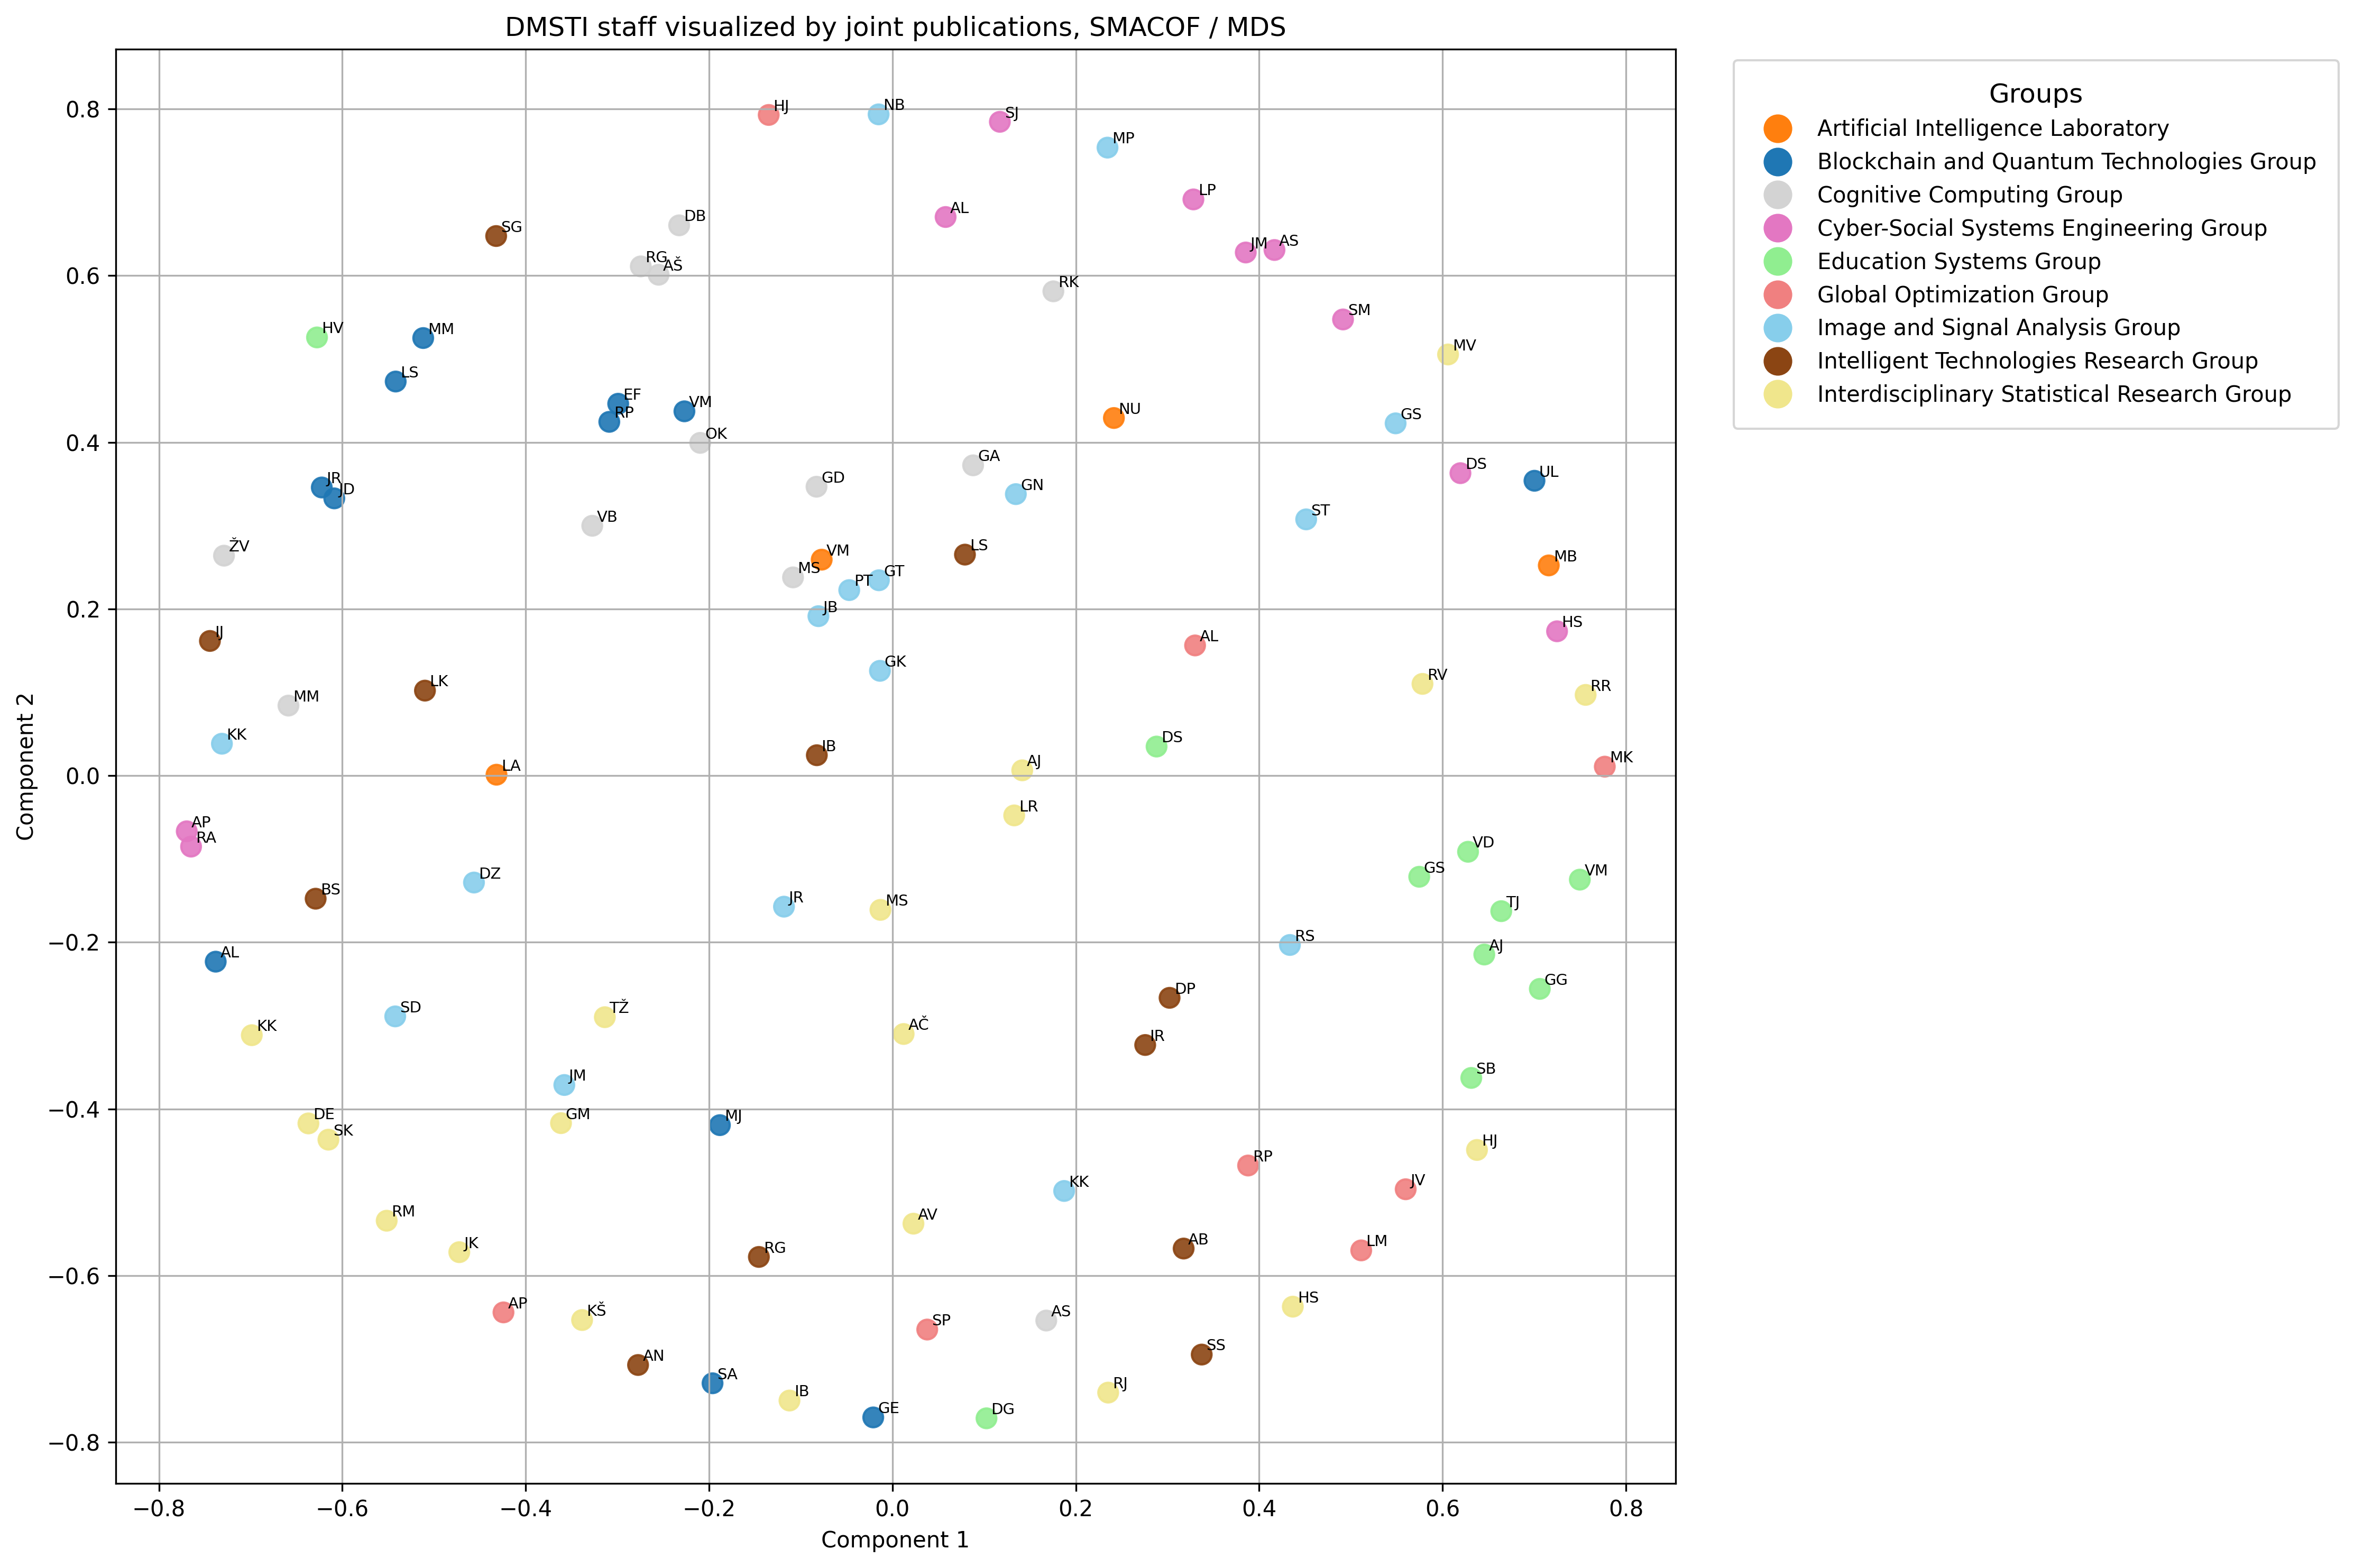 DMSTI staff visualized by joint publications, SMACOF / MDS
Groups
Artificial Intelligence Laboratory
Blockchain and Quantum Technologies Group
Cognitive Computing Group
Cyber-Social Systems Engineering Group
Education Systems Group
Global Optimization Group
Image and Signal Analysis Group
Intelligent Technologies Research Group
Interdisciplinary Statistical Research Group
Component 2
0.8
0.6
0.4
0.2
0.0
−0.2
−0.4
−0.6
−0.8
HJ
NB
SJ
MP
LP
AL
DB
SG
JM
AS
RG
AŠ
RK
SM
HV
MM
MV
LS
EF
RP
VM
NU
GS
OK
GA
DS
UL
GD
GN
JR
JD
ST
VB
ŽV
VM
LS
MB
MS
GT
PT
JB
HS
IJ
AL
GK
RV
LK
RR
MM
KK
DS
IB
MK
LA
AJ
LR
AP
RA
VD
GS
VM
DZ
BS
JR
MS
TJ
RS
AJ
AL
GG
DP
SD
TŽ
KK
AČ
IR
SB
JM
DE
GM
SK
MJ
HJ
RP
JV
KK
RM
AV
JK
RG
AB
LM
AP
KŠ
HS
AS
SP
AN
SS
SA
RJ
IB
GE
DG
−0.8
−0.6
−0.4
−0.2
0.0
0.2
0.4
0.6
0.8
Component 1